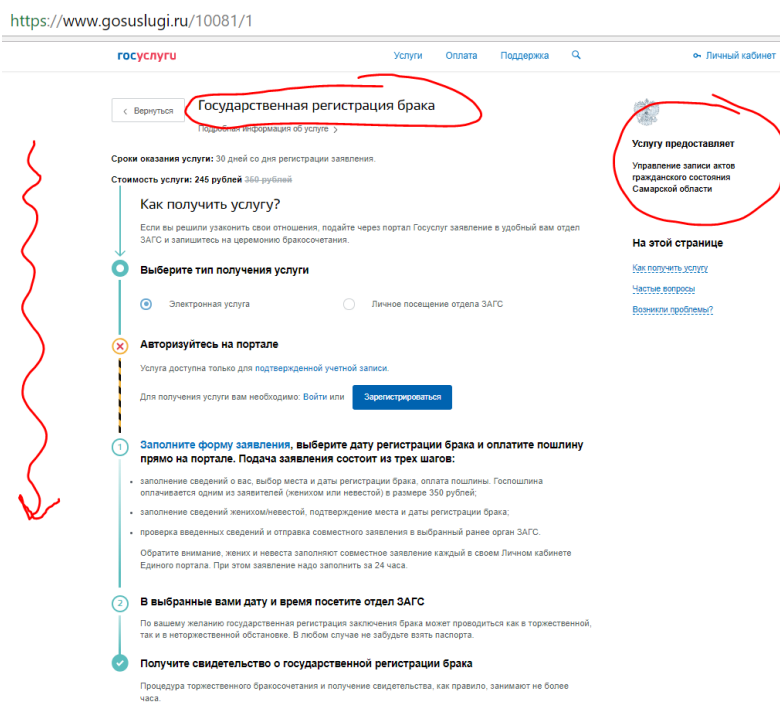 https://www.gosuslugi.ru/10081/1
госуслуги
Услуги
Оплата
Поддержка
Личный кабинет
Вернуться
Государственная регистрация брака
Подробная информация об услуге
Сроки оказания услуги: 30 дней со дня регистрации заявления.
Стоимость услуги: 245 рублей 350 рублей
Как получить услугу?
Если вы решили узаконить свои отношения, подайте через портал Госуслуг заявление в удобный вам отдел
ЗАГС и запишитесь на церемонию бракосочетания.
Выберите тип получения услуги
Электронная услуга
Личное посещение отдела ЗАГС
Авторизуйтесь на портале
Услуга доступна только для подтвержденной учетной записи.
Для получения услуги вам необходимо: Войти или
Зарегистрироваться
1
Заполните форму заявления, выберите дату регистрации брака и оплатите пошлину
прямо на портале. Подача заявления состоит из трех шагов:
заполнение сведений о вас, выбор места и даты регистрации брака, оплата пошлины. Госпошлина
оплачивается одним из заявителей (женихом или невестой) в размере 350 рублей;
заполнение сведений женихом/невестой, подтверждение места и даты регистрации брака;
проверка введенных сведений и отправка совместного заявления в выбранный ранее орган ЗАГС.
Обратите внимание, жених и невеста заполняют совместное заявление каждый в своем Личном кабинете
Единого портала. При этом заявление надо заполнить за 24 часа.
2
В выбранные вами дату и время посетите отдел ЗАГС
По вашему желанию государственная регистрация заключения брака может проводиться как в торжественной,
так и в неторжественной обстановке. В любом случае не забудьте взять паспорта.
Получите свидетельство о государственной регистрации брака
Процедура торжественного бракосочетания и получение свидетельства, как правило, занимают не более
часа.
Услугу предоставляет
Управление записи актов
гражданского состояния
Самарской области
На этой странице
Как получить услугу
Частые вопросы
Возникли проблемы?